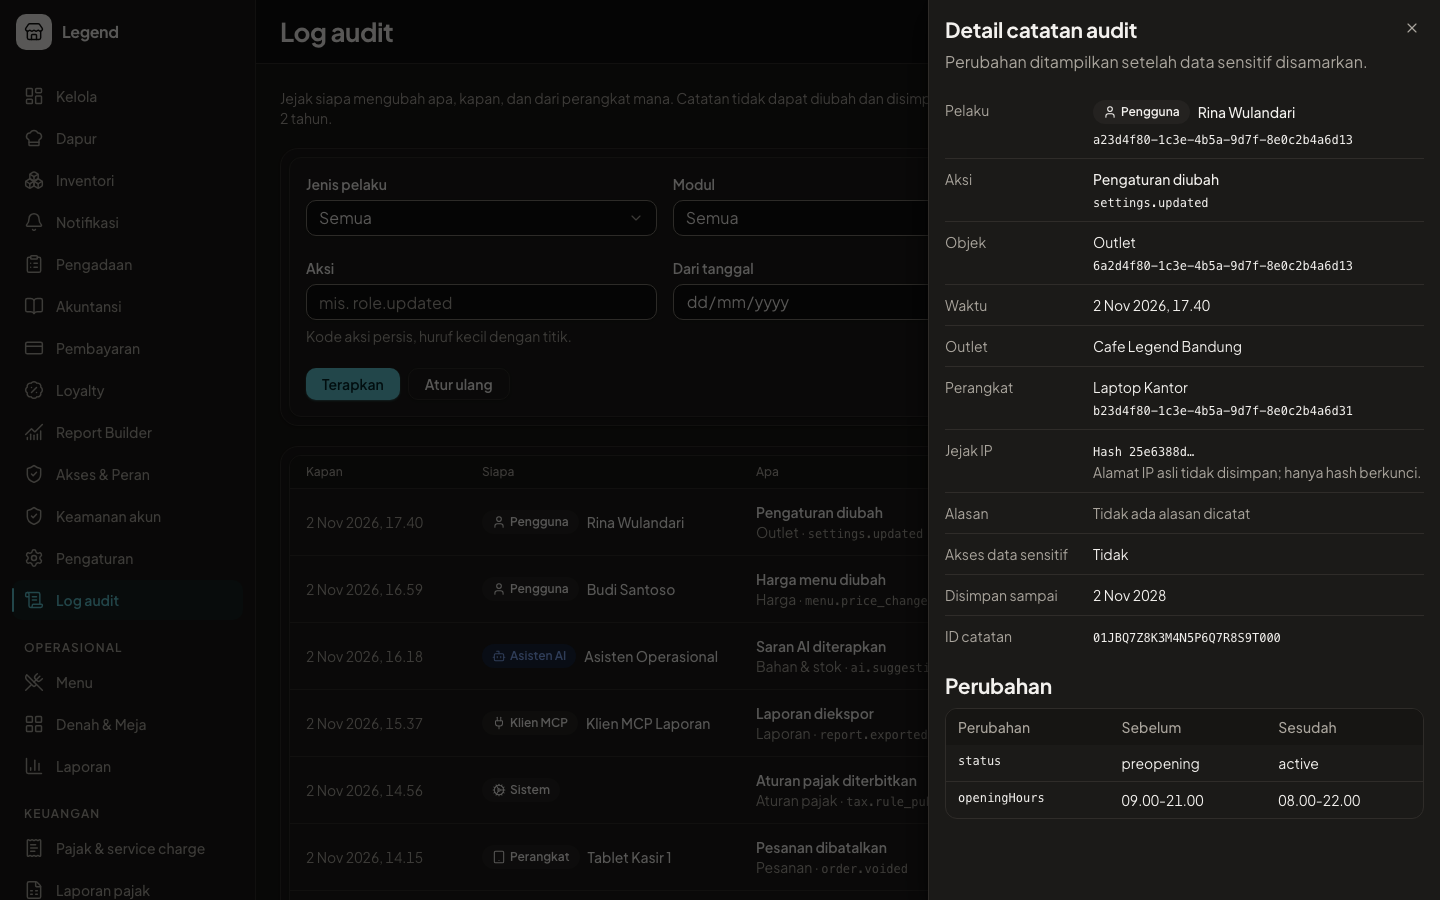 Legend
Kelola
Dapur
Inventori
Notifikasi
Pengadaan
Akuntansi
Pembayaran
Loyalty
Report Builder
Akses & Peran
Keamanan akun
Pengaturan
Log audit
OPERASIONAL
Menu
Denah & Meja
Laporan
KEUANGAN
Pajak & service charge
Laporan pajak
Log audit
Jejak siapa mengubah apa, kapan, dan dari perangkat mana. Catatan tidak dapat diubah dan disimp
2 tahun.
Jenis pelaku
Modul
Semua
Semua
Aksi
Dari tanggal
mis. role.updated
dd/mm/yyyy
Kode aksi persis, huruf kecil dengan titik.
Terapkan
Atur ulang
Kapan Siapa Apa
2 Nov 2026, 17.40 Pengguna Rina Wulandari Pengaturan diubah
Outlet · settings.updated
2 Nov 2026, 16.59 Pengguna Budi Santoso Harga menu diubah
Harga · menu.price_change
2 Nov 2026, 16.18 Asisten AI Asisten Operasional Saran AI diterapkan
Bahan & stok · ai.suggesti
2 Nov 2026, 15.37 Klien MCP Klien MCP Laporan Laporan diekspor
Laporan · report.exported
2 Nov 2026, 14.56 Sistem Aturan pajak diterbitkan
Aturan pajak · tax.rule_pu
2 Nov 2026, 14.15 Perangkat Tablet Kasir 1 Pesanan dibatalkan
Pesanan · order.voided
Detail catatan audit
Perubahan ditampilkan setelah data sensitif disamarkan.
Pelaku Pengguna Rina Wulandari
a23d4f80-1c3e-4b5a-9d7f-8e0c2b4a6d13
Aksi Pengaturan diubah
settings.updated
Objek Outlet
6a2d4f80-1c3e-4b5a-9d7f-8e0c2b4a6d13
Waktu 2 Nov 2026, 17.40
Outlet Cafe Legend Bandung
Perangkat Laptop Kantor
b23d4f80-1c3e-4b5a-9d7f-8e0c2b4a6d31
Jejak IP Hash 25e6388d…
Alamat IP asli tidak disimpan; hanya hash berkunci.
Alasan Tidak ada alasan dicatat
Akses data sensitif Tidak
Disimpan sampai 2 Nov 2028
ID catatan 01JBQ7Z8K3M4N5P6Q7R8S9T000
Perubahan
Perubahan Sebelum Sesudah
status preopening active
openingHours 09.00-21.00 08.00-22.00